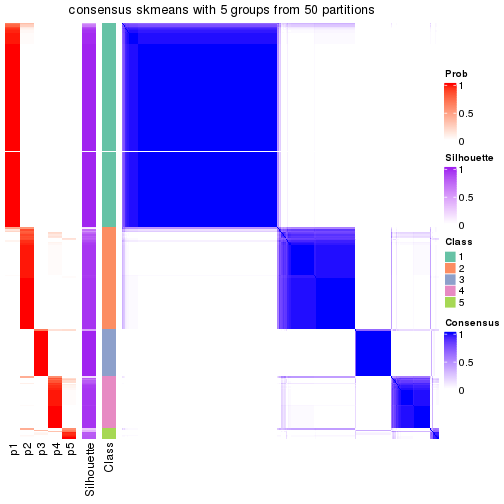 consensus skmeans with 5 groups from 50 partitions
Prob
1
0.5
0
Silhouette
1
0.5
0
Class
1
2
3
4
5
Consensus
1
0.5
0
p1
p2
p3
p4
p5
Silhouette
Class